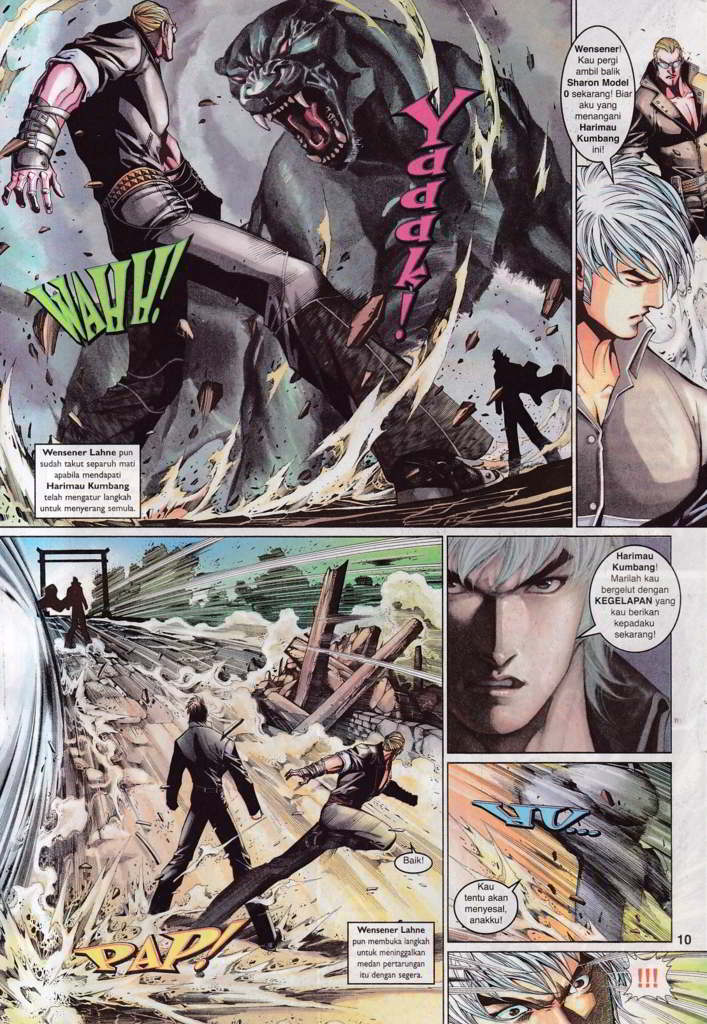 Yaaak!
WAHH!
Wensener Lahne pun
sudah takut separuh mati
apabila mendapati
Harimau Kumbang
telah mengatur langkah
untuk menyerang semula.
Wensener!
Kau pergi
ambil balik
Sharon Model
0 sekarang! Biar
aku yang
menangani
Harimau
Kumbang
ini!
Baik!
PAP!
Wensener Lahne
pun membuka langkah
untuk meninggalkan
medan pertarungan
itu dengan segera.
Harimau
Kumbang!
Marilah kau
bergelut dengan
KEGELAPAN yang
kau berikan
kepadaku
sekarang!
Kau
tentu akan
menyesal,
anakku!
10
!!!